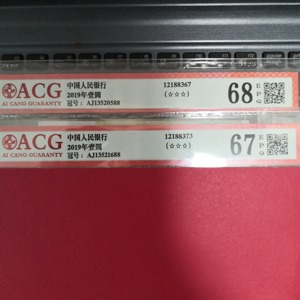 ACG
AI CANG GUARANTY
中国人民银行
2019年壹圆
冠号：AJ13520588
12188367
(☆☆☆)
68
E
P
Q
ACG
AI CANG GUARANTY
中国人民银行
2019年壹圆
冠号：AJ13521688
12188373
(☆☆☆)
67
E
P
Q